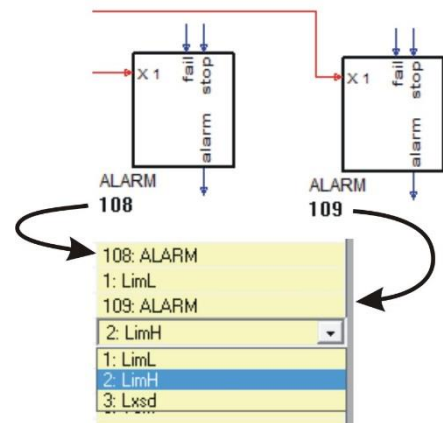 fail
stop
X 1
alarm
ALARM
108
fail
stop
X 1
alarm
ALARM
109
108: ALARM
1: LimL
109: ALARM
2: LimH
1: LimL
2: LimH
3: Lxsd